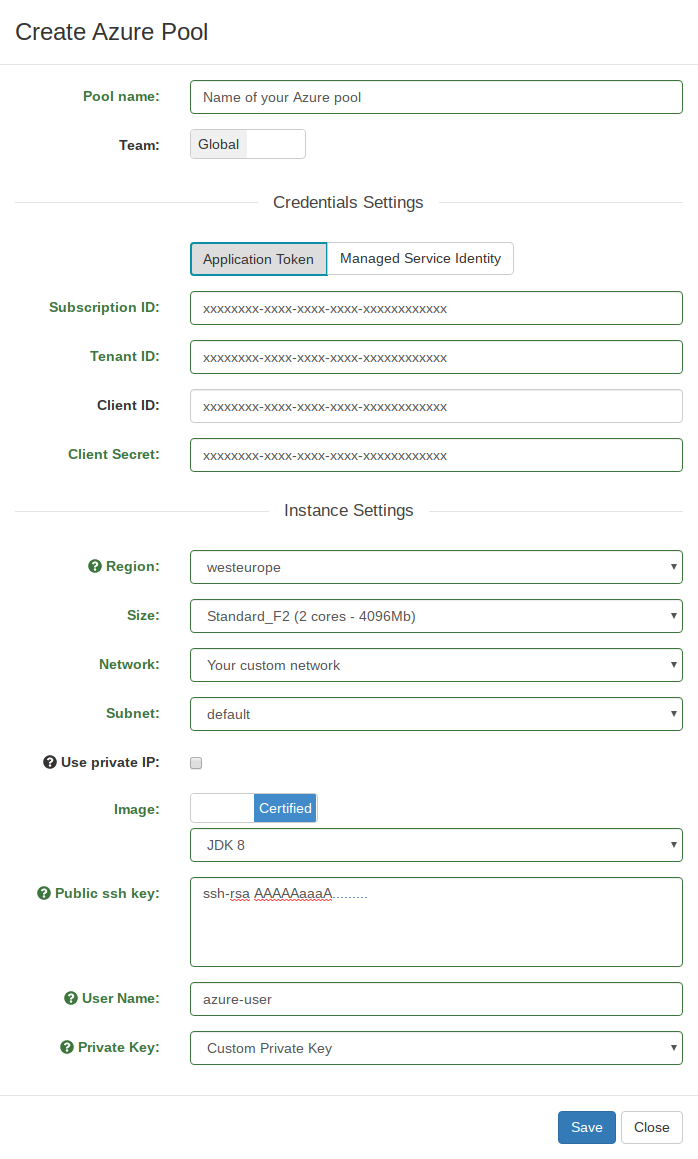 Create Azure Pool
Pool name: Name of your Azure pool
Team: Global
Credentials Settings
Application Token Managed Service Identity
Subscription ID: xxxxxxxx-xxxx-xxxx-xxxx-xxxxxxxxxxxx
Tenant ID: xxxxxxxx-xxxx-xxxx-xxxx-xxxxxxxxxxxx
Client ID: xxxxxxxx-xxxx-xxxx-xxxx-xxxxxxxxxxxx
Client Secret: xxxxxxxx-xxxx-xxxx-xxxx-xxxxxxxxxxxx
Instance Settings
Region: westeurope
Size: Standard_F2 (2 cores - 4096Mb)
Network: Your custom network
Subnet: default
Use private IP:
Image: Certified
JDK 8
Public ssh key: ssh-rsa AAAAAaaaA.........
User Name: azure-user
Private Key: Custom Private Key
Save Close